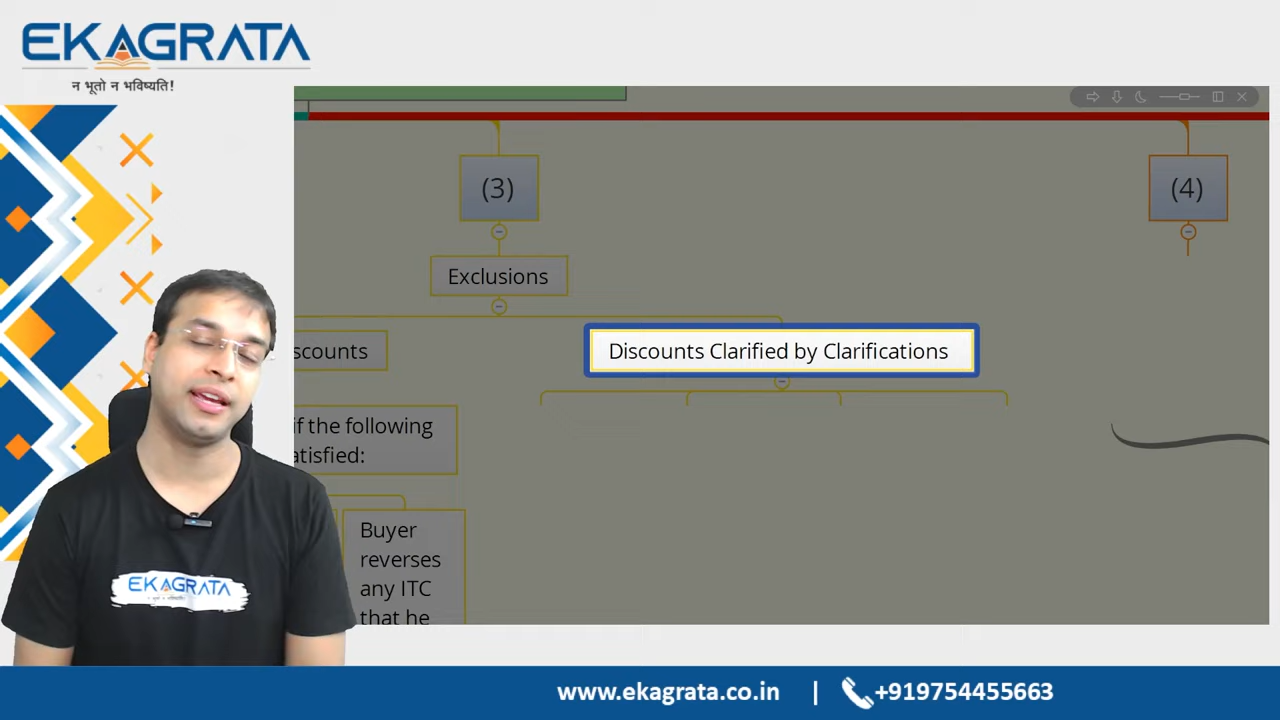 EKAGRATA
न भूतो न भविष्यति!
(3)
(4)
Exclusions
scounts
Discounts Clarified by Clarifications
if the following
atisfied:
Buyer
reverses
any ITC
that he
EKAGRATA
www.ekagrata.co.in | +919754455663